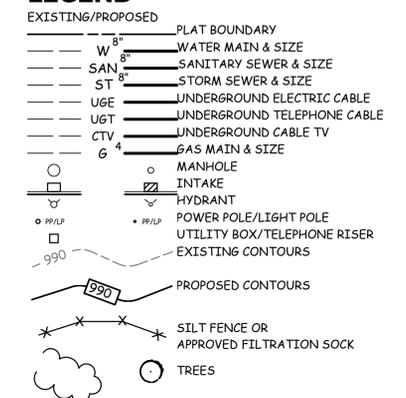 LEGEND
EXISTING/PROPOSED
PLAT BOUNDARY
W 8" WATER MAIN & SIZE
SAN 8" SANITARY SEWER & SIZE
ST 8" STORM SEWER & SIZE
UGE UNDERGROUND ELECTRIC CABLE
UGT UNDERGROUND TELEPHONE CABLE
CTV UNDERGROUND CABLE TV
G 4 GAS MAIN & SIZE
MANHOLE
INTAKE
HYDRANT
PP/LP PP/LP POWER POLE/LIGHT POLE
UTILITY BOX/TELEPHONE RISER
990 EXISTING CONTOURS
990 PROPOSED CONTOURS
SILT FENCE OR
APPROVED FILTRATION SOCK
TREES